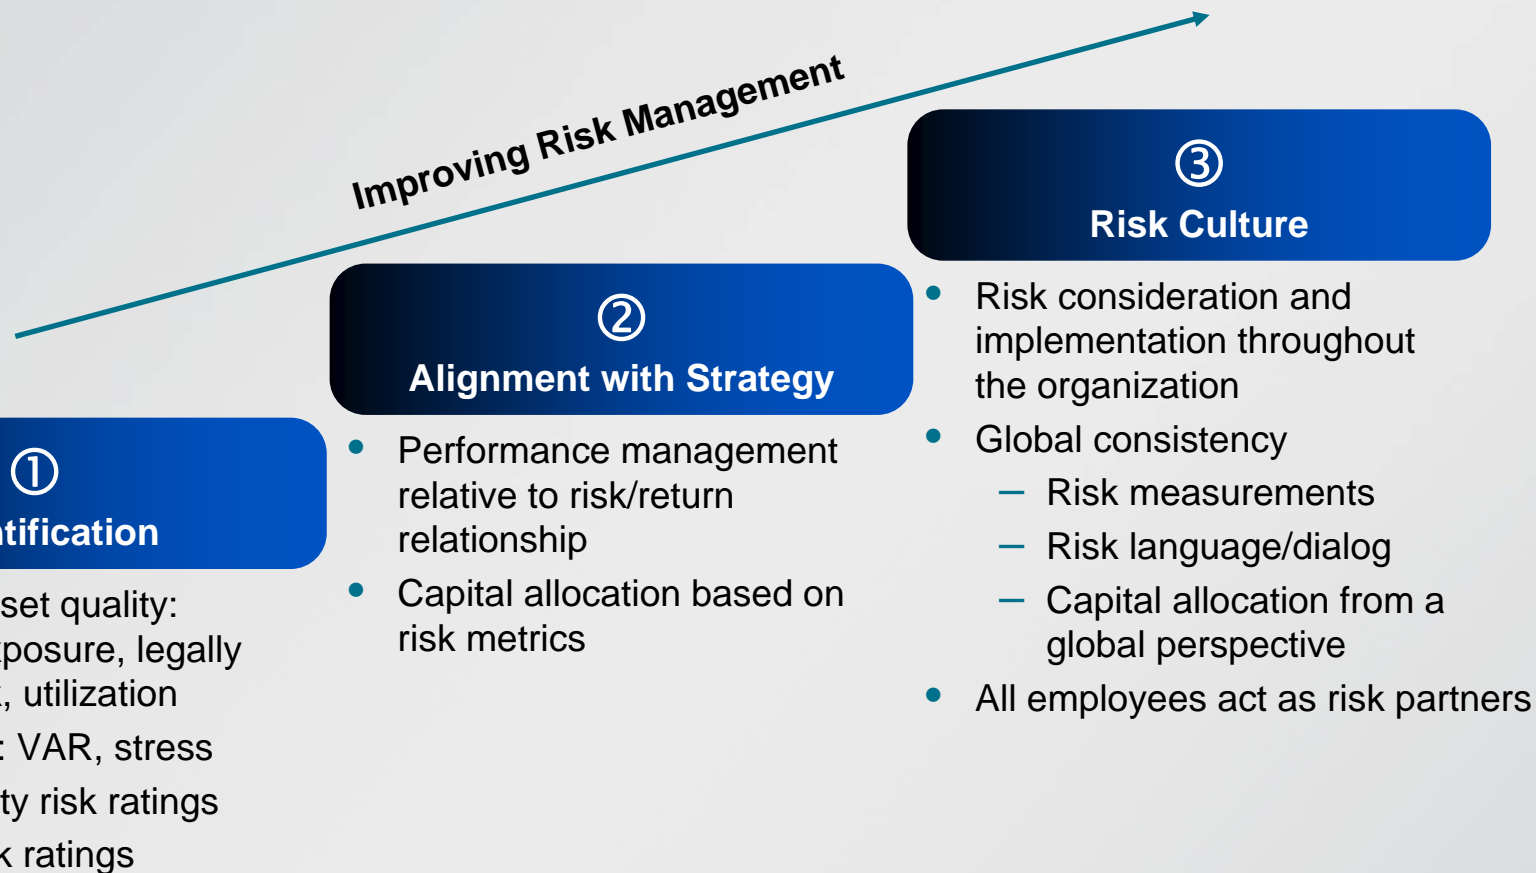 Improving Risk Management
③
Risk Culture
Risk consideration and
implementation throughout
the organization
Global consistency
– Risk measurements
– Risk language/dialog
– Capital allocation from a
global perspective
All employees act as risk partners
②
Alignment with Strategy
Performance management
relative to risk/return
relationship
Capital allocation based on
risk metrics
①
tification
set quality:
posure, legally
, utilization
: VAR, stress
ty risk ratings
k ratings